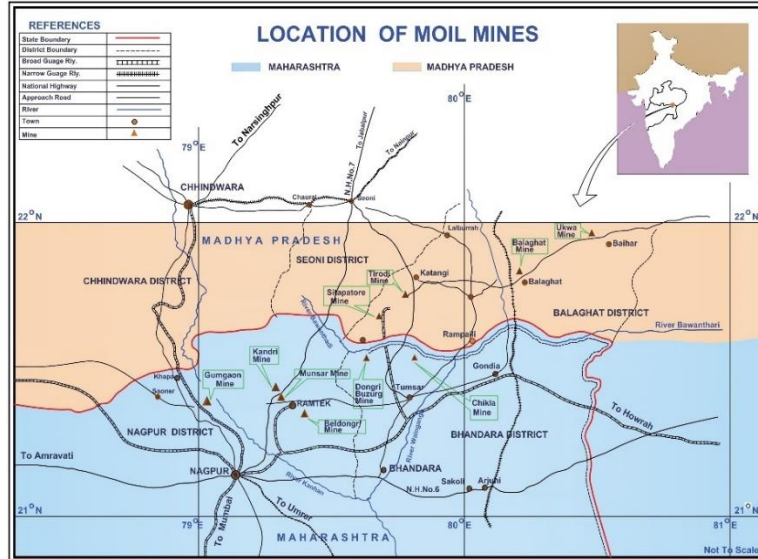 REFERENCES
State Boundary
District Boundary
Broad Guage Rly.
Narrow Guage Rly.
National Highway
Approach Road
River
Town
Mine
LOCATION OF MOIL MINES
MAHARASHTRA
MADHYA PRADESH
80°E
79°E
To Narsinghpur
To Jabalpur
N.H.No.7
To Nainpur
CHHINDWARA
Chaurai
Seoni
22°N
22°N
MADHYA PRADESH
SEONI DISTRICT
CHHINDWARA DISTRICT
Lalburrah
Ukwa
Mine
Baihar
Balaghat
Mine
Balaghat
Tirodi
Mine
Katangi
Sitapatore
Mine
BALAGHAT DISTRICT
River Bawanthadi
River Bawanthari
Rampaili
Khapa
Saoner
Gumgaon
Mine
Kandri
Mine
Munsar Mine
RAMTEK
Beldongri
Mine
Dongri
Buzurg
Mine
Tumsar
Chikla
Mine
Gondia
NAGPUR DISTRICT
BHANDARA DISTRICT
To Howrah
To Amravati
NAGPUR
River Kanhan
River Wainganga
BHANDARA
Sakoli
Arjuni
N.H.No.6
21°N
21°N
To Mumbai
To Umrer
79°E
80°E
81°E
MAHARASHTRA
Not To Scale